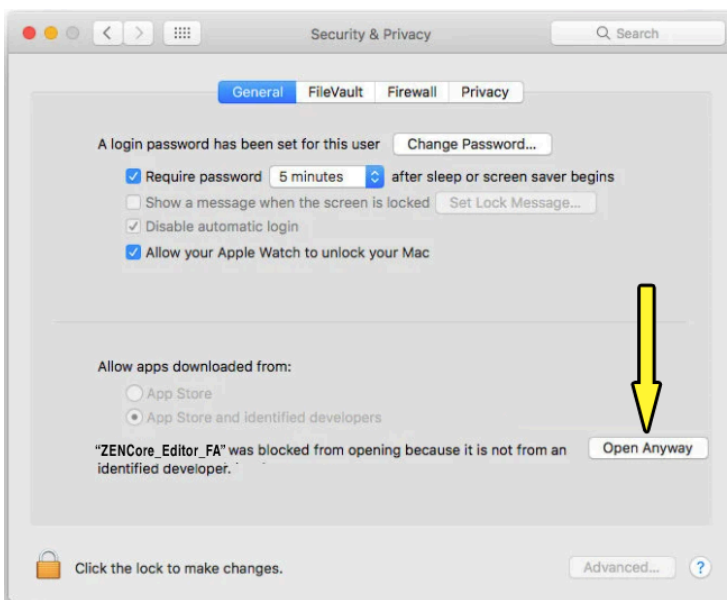 Security & Privacy
Search
General FileVault Firewall Privacy
A login password has been set for this user Change Password...
Require password 5 minutes after sleep or screen saver begins
Show a message when the screen is locked Set Lock Message...
Disable automatic login
Allow your Apple Watch to unlock your Mac
Allow apps downloaded from:
App Store
App Store and identified developers
“ZENCore_Editor_FA” was blocked from opening because it is not from an Open Anyway
identified developer.
Click the lock to make changes. Advanced... ?